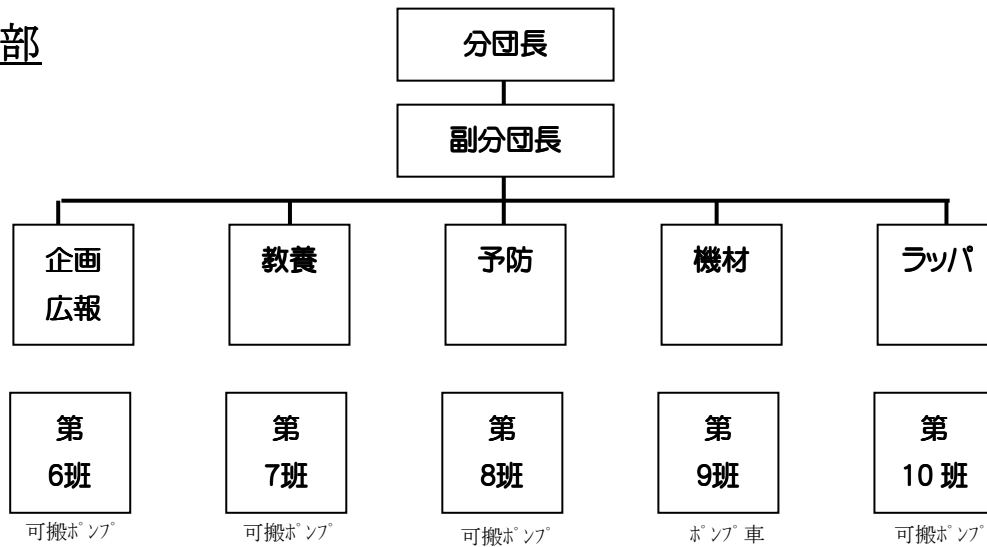 部
分団長
副分団長
企画
広報
教養
予防
機材
ラッパ
第
6班
第
7班
第
8班
第
9班
第
10班
可搬ﾎﾟﾝﾌﾟ
可搬ﾎﾟﾝﾌﾟ
可搬ﾎﾟﾝﾌﾟ
ﾎﾟﾝﾌﾟ車
可搬ﾎﾟﾝﾌﾟ